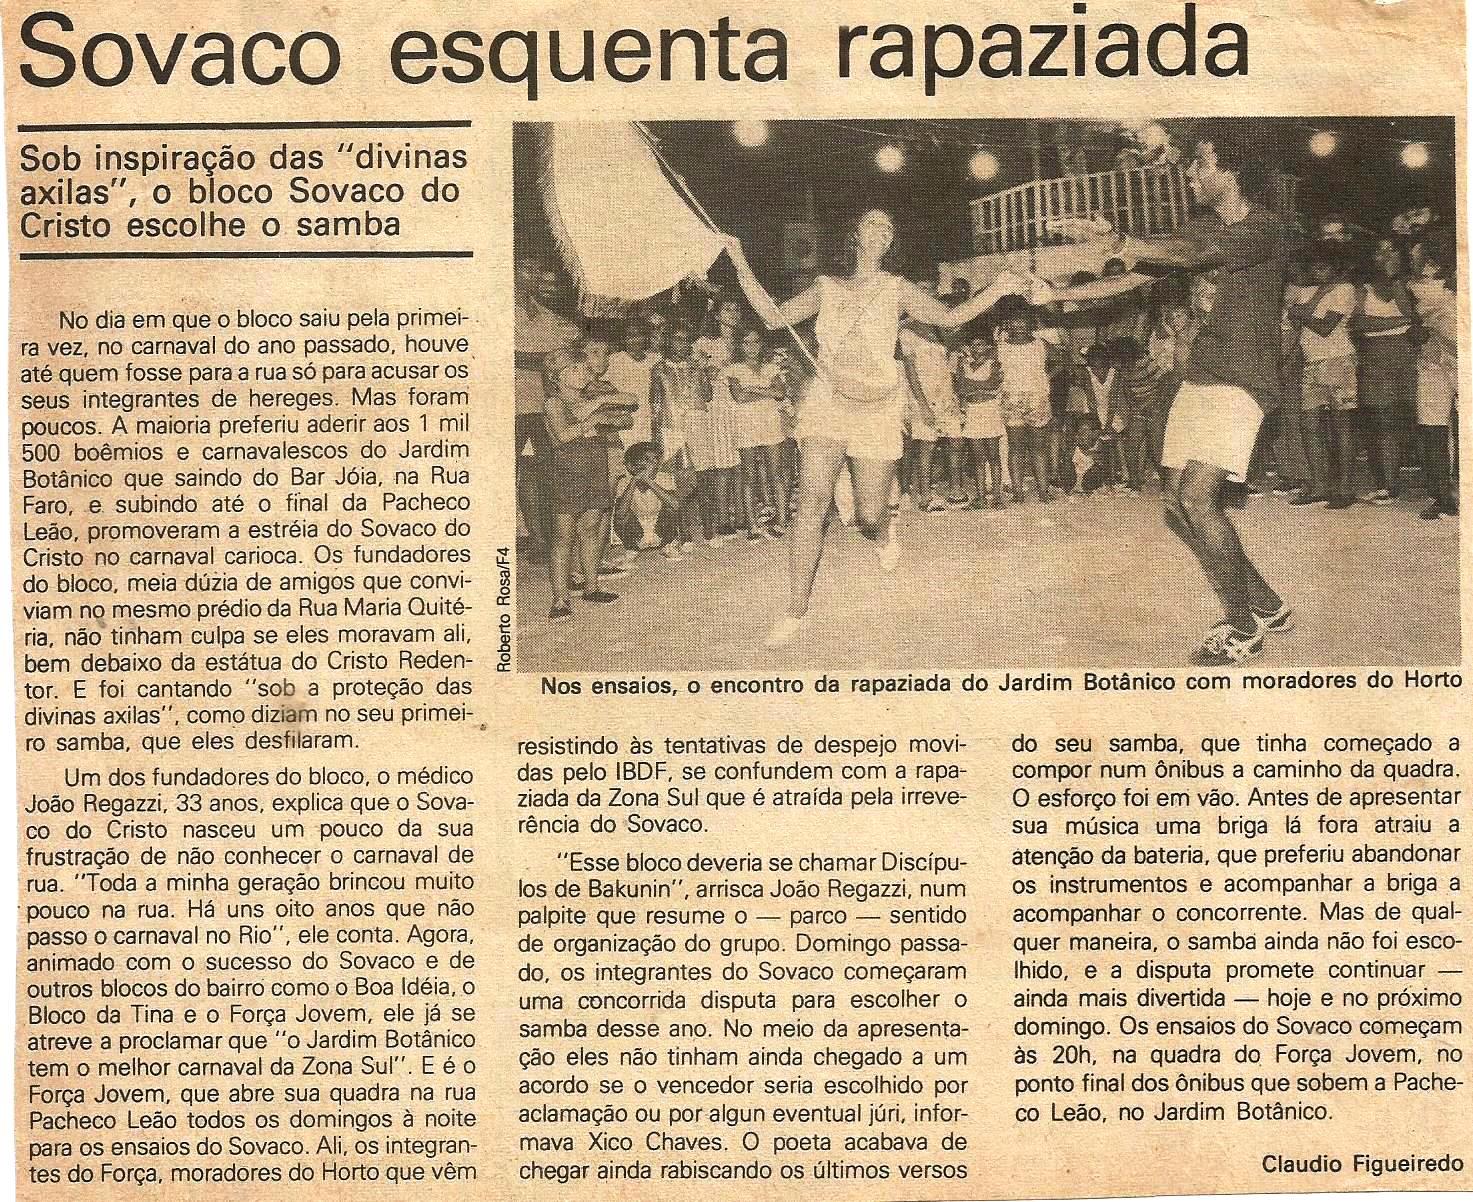 Sovaco esquenta rapaziada
Sob inspiração das "divinas
axilas", o bloco Sovaco do
Cristo escolhe o samba
No dia em que o bloco saiu pela primei-
ra vez, no carnaval do ano passado, houve
até quem fosse para a rua só para acusar os
seus integrantes de hereges. Mas foram
poucos. A maioria preferiu aderir aos 1 mil
500 boêmios e carnavalescos do Jardim
Botânico que saindo do Bar Jóia, na Rua
Faro, e subindo até o final da Pacheco
Leão, promoveram a estréia do Sovaco do
Cristo no carnaval carioca. Os fundadores
do bloco, meia dúzia de amigos que convi-
viam no mesmo prédio da Rua Maria Quité-
ria, não tinham culpa se eles moravam ali,
bem debaixo da estátua do Cristo Reden-
tor. E foi cantando "sob a proteção das
divinas axilas", como diziam no seu primei-
ro samba, que eles desfilaram.
Um dos fundadores do bloco, o médico
João Regazzi, 33 anos, explica que o Sova-
co do Cristo nasceu um pouco da sua
frustração de não conhecer o carnaval de
rua. "Toda a minha geração brincou muito
pouco na rua. Há uns oito anos que não
passo o carnaval no Rio", ele conta. Agora,
animado com o sucesso do Sovaco e de
outros blocos do bairro como o Boa Idéia, o
Bloco da Tina e o Força Jovem, ele já se
atreve a proclamar que "o Jardim Botânico
tem o melhor carnaval da Zona Sul". E é o
Força Jovem, que abre sua quadra na rua
Pacheco Leão todos os domingos à noite
para os ensaios do Sovaco. Ali, os integran-
tes do Força, moradores do Horto que vêm
Roberto Rosa/F4
Nos ensaios, o encontro da rapaziada do Jardim Botânico com moradores do Horto
resistindo às tentativas de despejo movi-
das pelo IBDF, se confundem com a rapa-
ziada da Zona Sul que é atraída pela irreve-
rência do Sovaco.
"Esse bloco deveria se chamar Discípu-
los de Bakunin", arrisca João Regazzi, num
palpite que resume o — parco — sentido
de organização do grupo. Domingo passa-
do, os integrantes do Sovaco começaram
uma concorrida disputa para escolher o
samba desse ano. No meio da apresenta-
ção eles não tinham ainda chegado a um
acordo se o vencedor seria escolhido por
aclamação ou por algun eventual júri, infor-
mava Xico Chaves. O poeta acabava de
chegar ainda rabiscando os últimos versos
do seu samba, que tinha começado a
compor num ônibus a caminho da quadra.
O esforço foi em vão. Antes de apresentar
sua música uma briga lá fora atraiu a
atenção da bateria, que preferiu abandonar
os instrumentos e acompanhar a briga a
acompanhar o concorrente. Mas de qual-
quer maneira, o samba ainda não foi esco-
lhido, e a disputa promete continuar —
ainda mais divertida — hoje e no próximo
domingo. Os ensaios do Sovaco começam
às 20h, na quadra do Força Jovem, no
ponto final dos ônibus que sobem a Pache-
co Leão, no Jardim Botânico.
Claudio Figueiredo